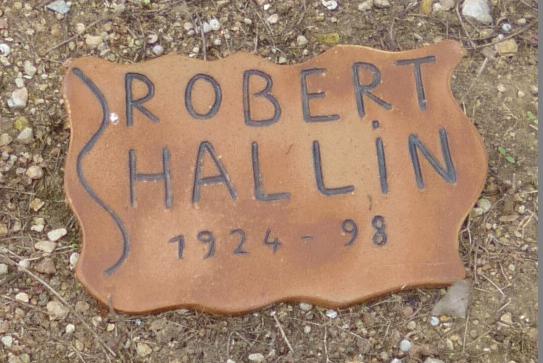 ROBERT
HALLiN
1924 - 98